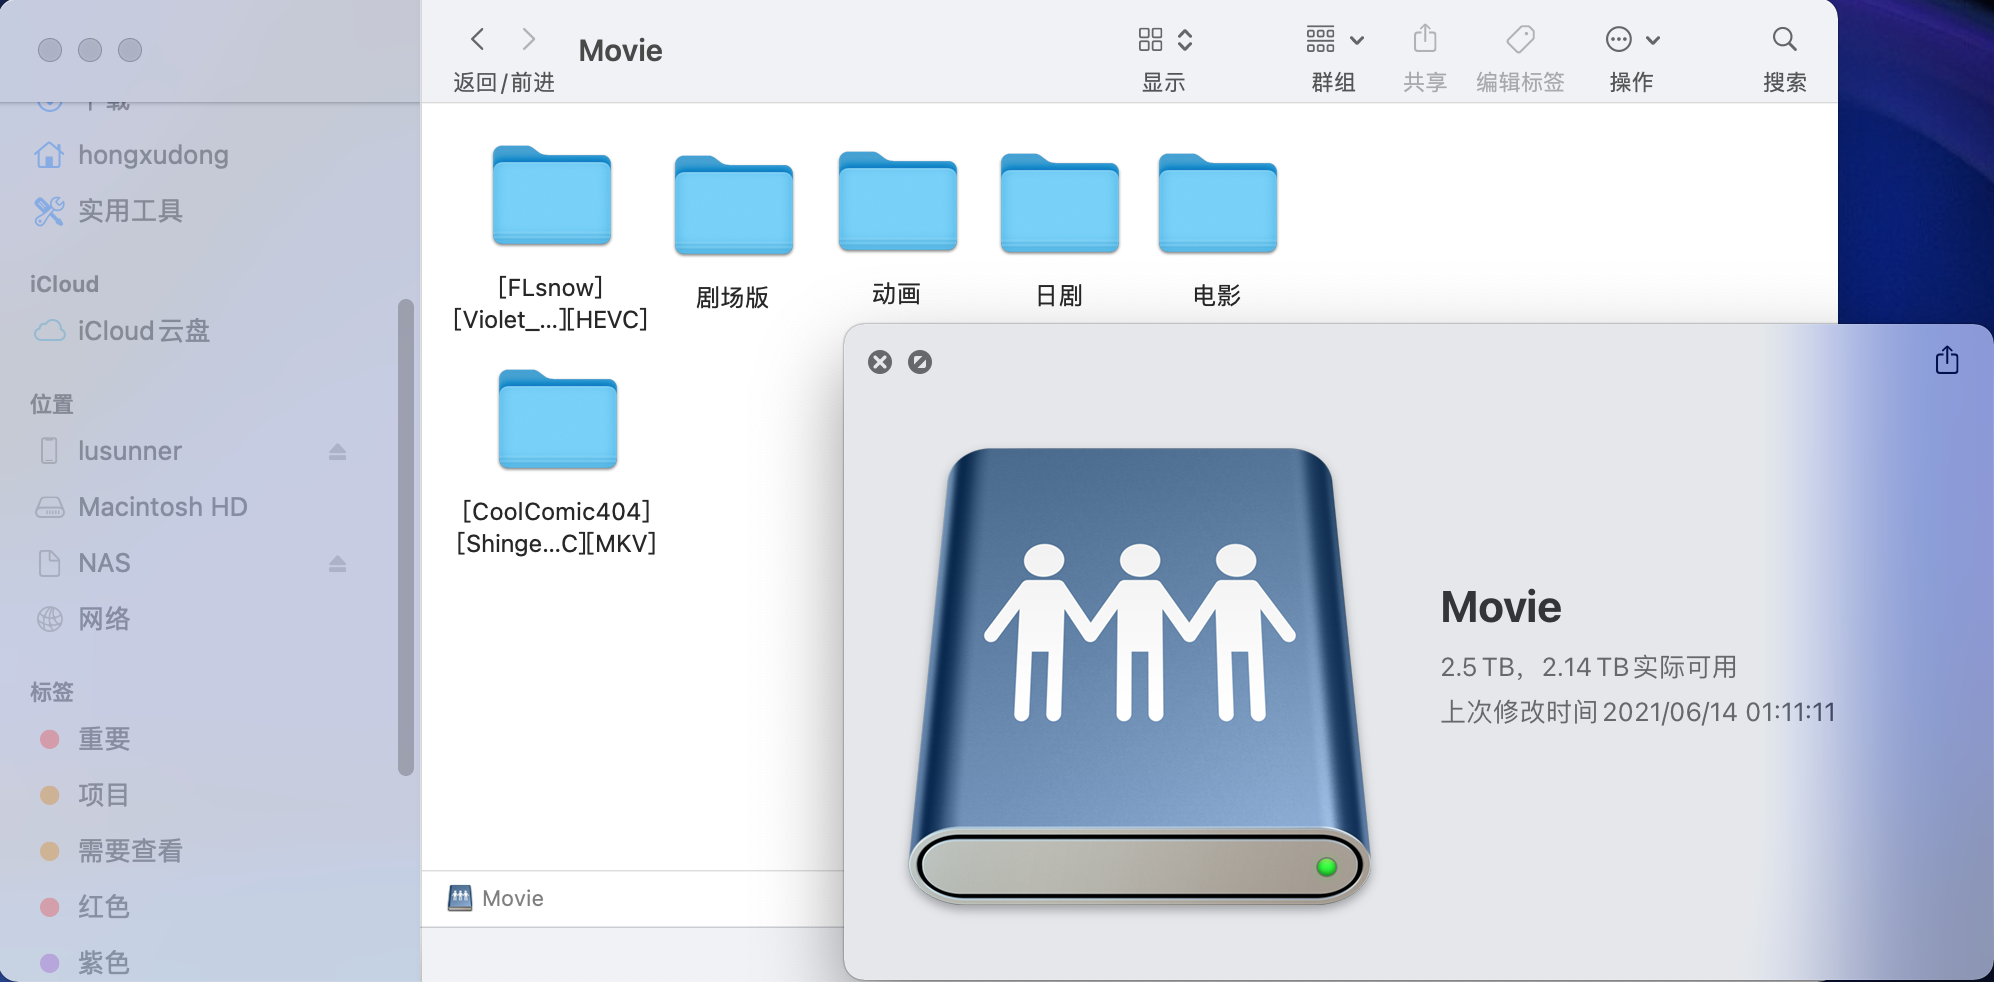 下载
hongxudong
实用工具
iCloud
iCloud云盘
位置
lusunner
Macintosh HD
NAS
网络
标签
重要
项目
需要查看
红色
紫色
返回/前进
Movie
显示
群组
共享
编辑标签
操作
搜索
[FLsnow]
[Violet_...][HEVC]
剧场版
动画
日剧
电影
[CoolComic404]
[Shinge...C][MKV]
Movie
Movie
2.5 TB，2.14 TB实际可用
上次修改时间 2021/06/14 01:11:11